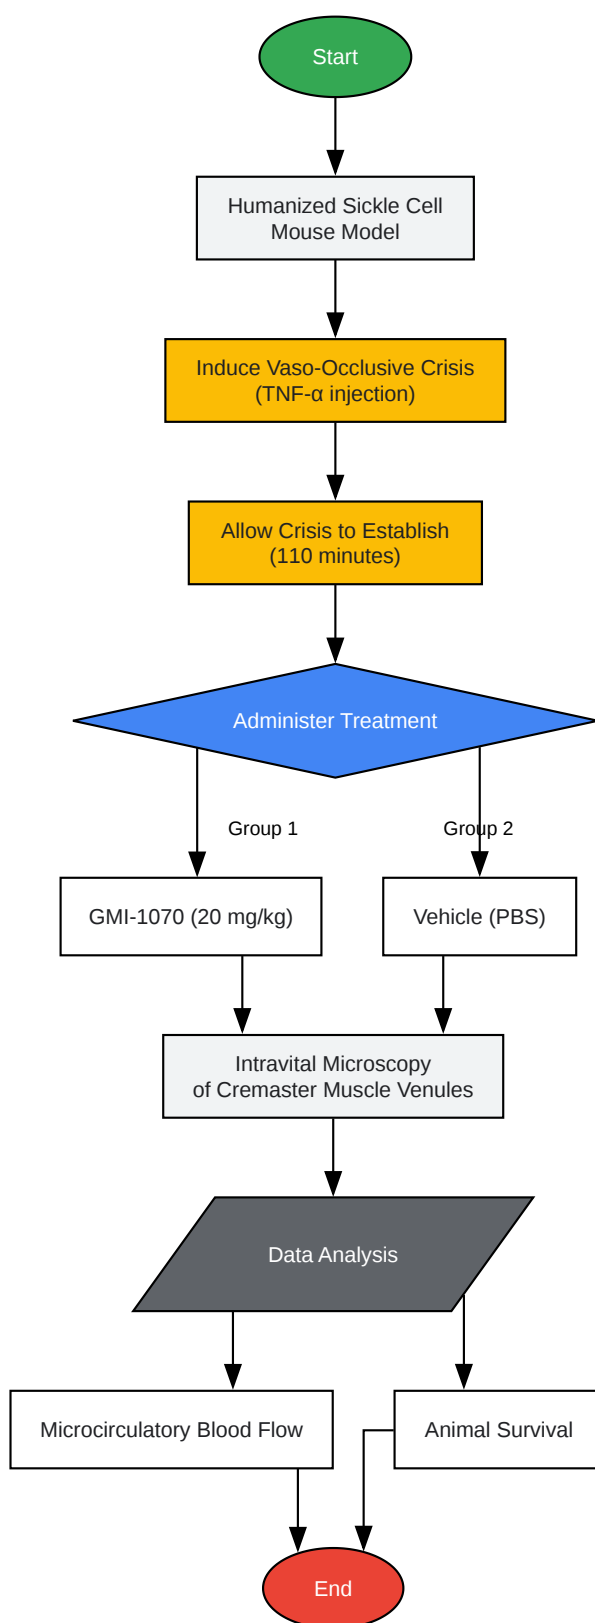 Start
Humanized Sickle Cell
Mouse Model
Induce Vaso-Occlusive Crisis
(TNF-α injection)
Allow Crisis to Establish
(110 minutes)
Administer Treatment
Group 1
Group 2
GMI-1070 (20 mg/kg)
Vehicle (PBS)
Intravital Microscopy
of Cremaster Muscle Venules
Data Analysis
Microcirculatory Blood Flow
Animal Survival
End